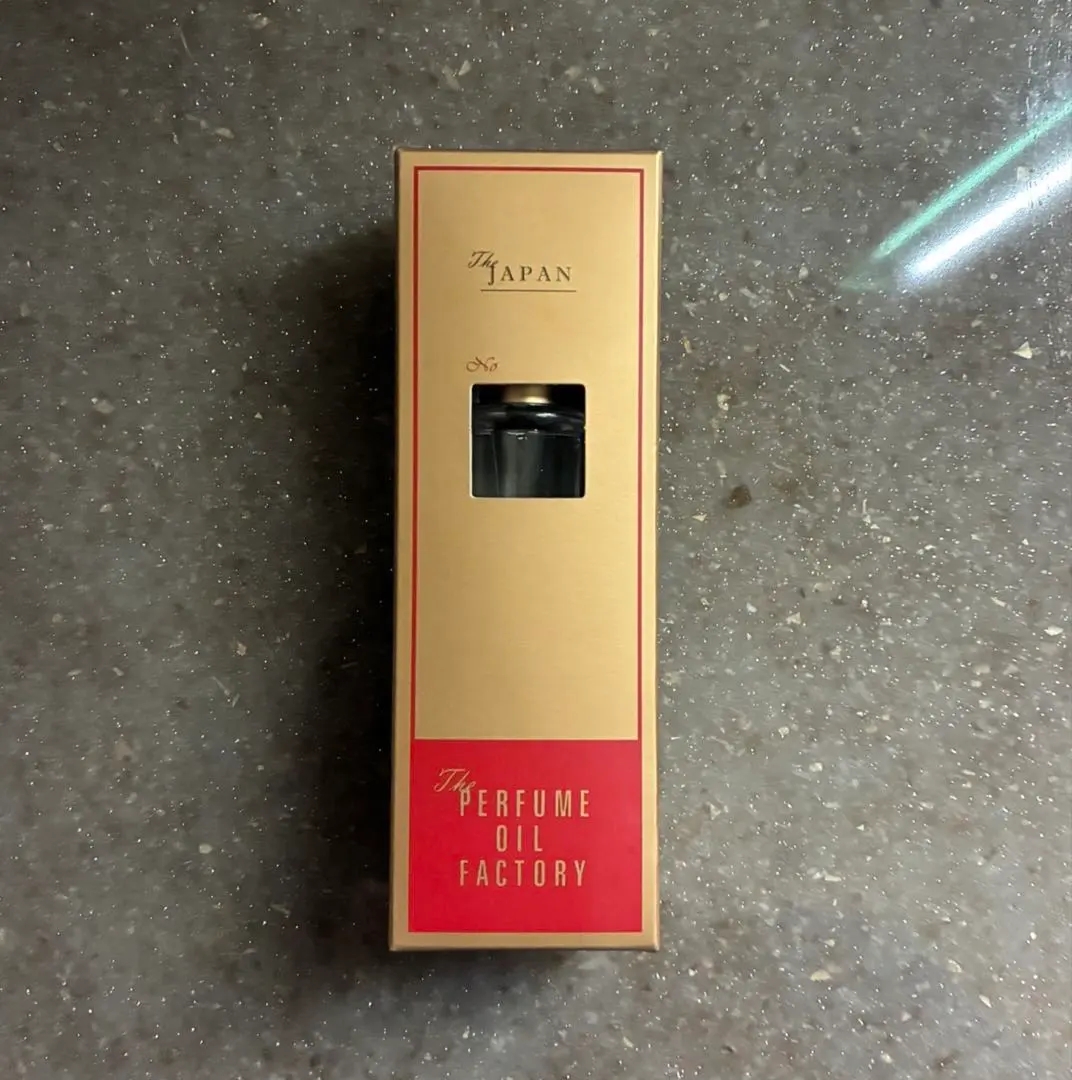 The
JAPAN
No
The
PERFUME
OIL
FACTORY